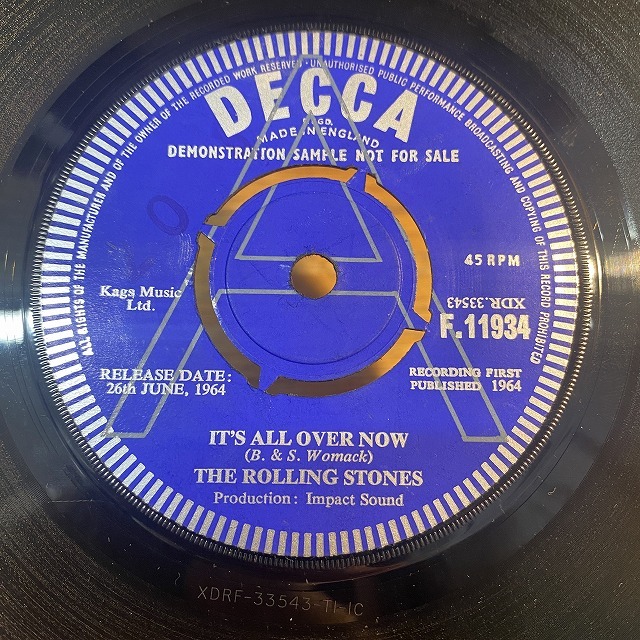 ALL RIGHTS OF THE MANUFACTURER AND OF THE OWNER OF THE RECORDED WORK RESERVED · UNAUTHORISED PUBLIC PERFORMANCE BROADCASTING AND COPYING OF THIS RECORD PROHIBITED
DECCA
REGD.
MADE IN ENGLAND
DEMONSTRATION SAMPLE NOT FOR SALE
A
O
45 RPM
Kags Music
Ltd.
XDR.33543
F.11934
RELEASE DATE:
26th JUNE, 1964
RECORDING FIRST
PUBLISHED 1964
IT'S ALL OVER NOW
(B. & S. Womack)
THE ROLLING STONES
Production: Impact Sound
XDRF-33543-T1-1C